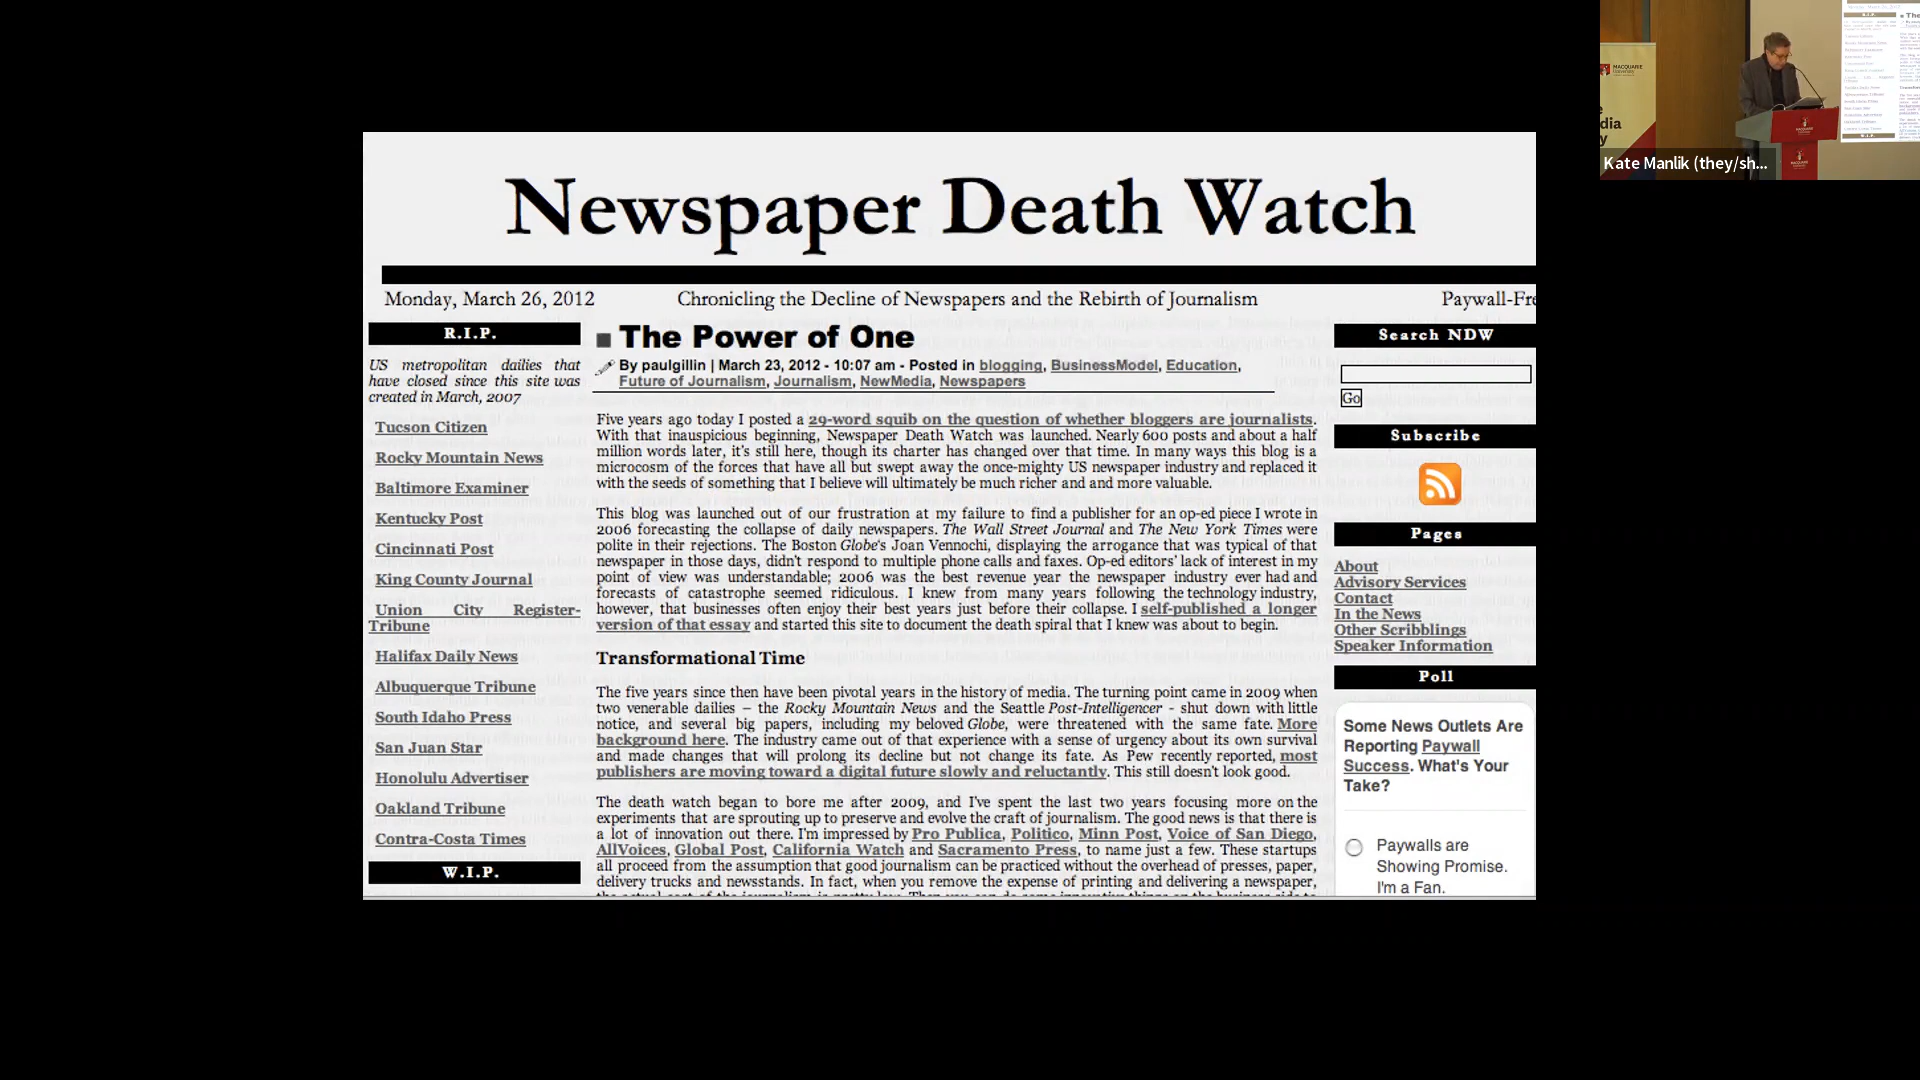 Newspaper Death Watch
Monday, March 26, 2012
Chronicling the Decline of Newspapers and the Rebirth of Journalism
Paywall-Fre
R.I.P.
US metropolitan dailies that
have closed since this site was
created in March, 2007
Tucson Citizen
Rocky Mountain News
Baltimore Examiner
Kentucky Post
Cincinnati Post
King County Journal
Union City Register-
Tribune
Halifax Daily News
Albuquerque Tribune
South Idaho Press
San Juan Star
Honolulu Advertiser
Oakland Tribune
Contra-Costa Times
W.I.P.
The Power of One
By paulgillin | March 23, 2012 - 10:07 am - Posted in blogging, BusinessModel, Education,
Future of Journalism, Journalism, NewMedia, Newspapers
Five years ago today I posted a 29-word squib on the question of whether bloggers are journalists.
With that inauspicious beginning, Newspaper Death Watch was launched. Nearly 600 posts and about a half
million words later, it's still here, though its charter has changed over that time. In many ways this blog is a
microcosm of the forces that have all but swept away the once-mighty US newspaper industry and replaced it
with the seeds of something that I believe will ultimately be much richer and and more valuable.
This blog was launched out of our frustration at my failure to find a publisher for an op-ed piece I wrote in
2006 forecasting the collapse of daily newspapers. The Wall Street Journal and The New York Times were
polite in their rejections. The Boston Globe's Joan Vennochi, displaying the arrogance that was typical of that
newspaper in those days, didn't respond to multiple phone calls and faxes. Op-ed editors' lack of interest in my
point of view was understandable; 2006 was the best revenue year the newspaper industry ever had and
forecasts of catastrophe seemed ridiculous. I knew from many years following the technology industry,
however, that businesses often enjoy their best years just before their collapse. I self-published a longer
version of that essay and started this site to document the death spiral that I knew was about to begin.
Transformational Time
The five years since then have been pivotal years in the history of media. The turning point came in 2009 when
two venerable dailies – the Rocky Mountain News and the Seattle Post-Intelligencer - shut down with little
notice, and several big papers, including my beloved Globe, were threatened with the same fate. More
background here. The industry came out of that experience with a sense of urgency about its own survival
and made changes that will prolong its decline but not change its fate. As Pew recently reported, most
publishers are moving toward a digital future slowly and reluctantly. This still doesn't look good.
The death watch began to bore me after 2009, and I've spent the last two years focusing more on the
experiments that are sprouting up to preserve and evolve the craft of journalism. The good news is that there is
a lot of innovation out there. I'm impressed by Pro Publica, Politico, Minn Post, Voice of San Diego,
AllVoices, Global Post, California Watch and Sacramento Press, to name just a few. These startups
all proceed from the assumption that good journalism can be practiced without the overhead of presses, paper,
delivery trucks and newsstands. In fact, when you remove the expense of printing and delivering a newspaper,
Search NDW
Go
Subscribe
Pages
About
Advisory Services
Contact
In the News
Other Scribblings
Speaker Information
Poll
Some News Outlets Are
Reporting Paywall
Success. What's Your
Take?
Paywalls are
Showing Promise.
I'm a Fan.
MACQUARIE
University
dia
y
MACQUARIE
Kate Manlik (they/sh...